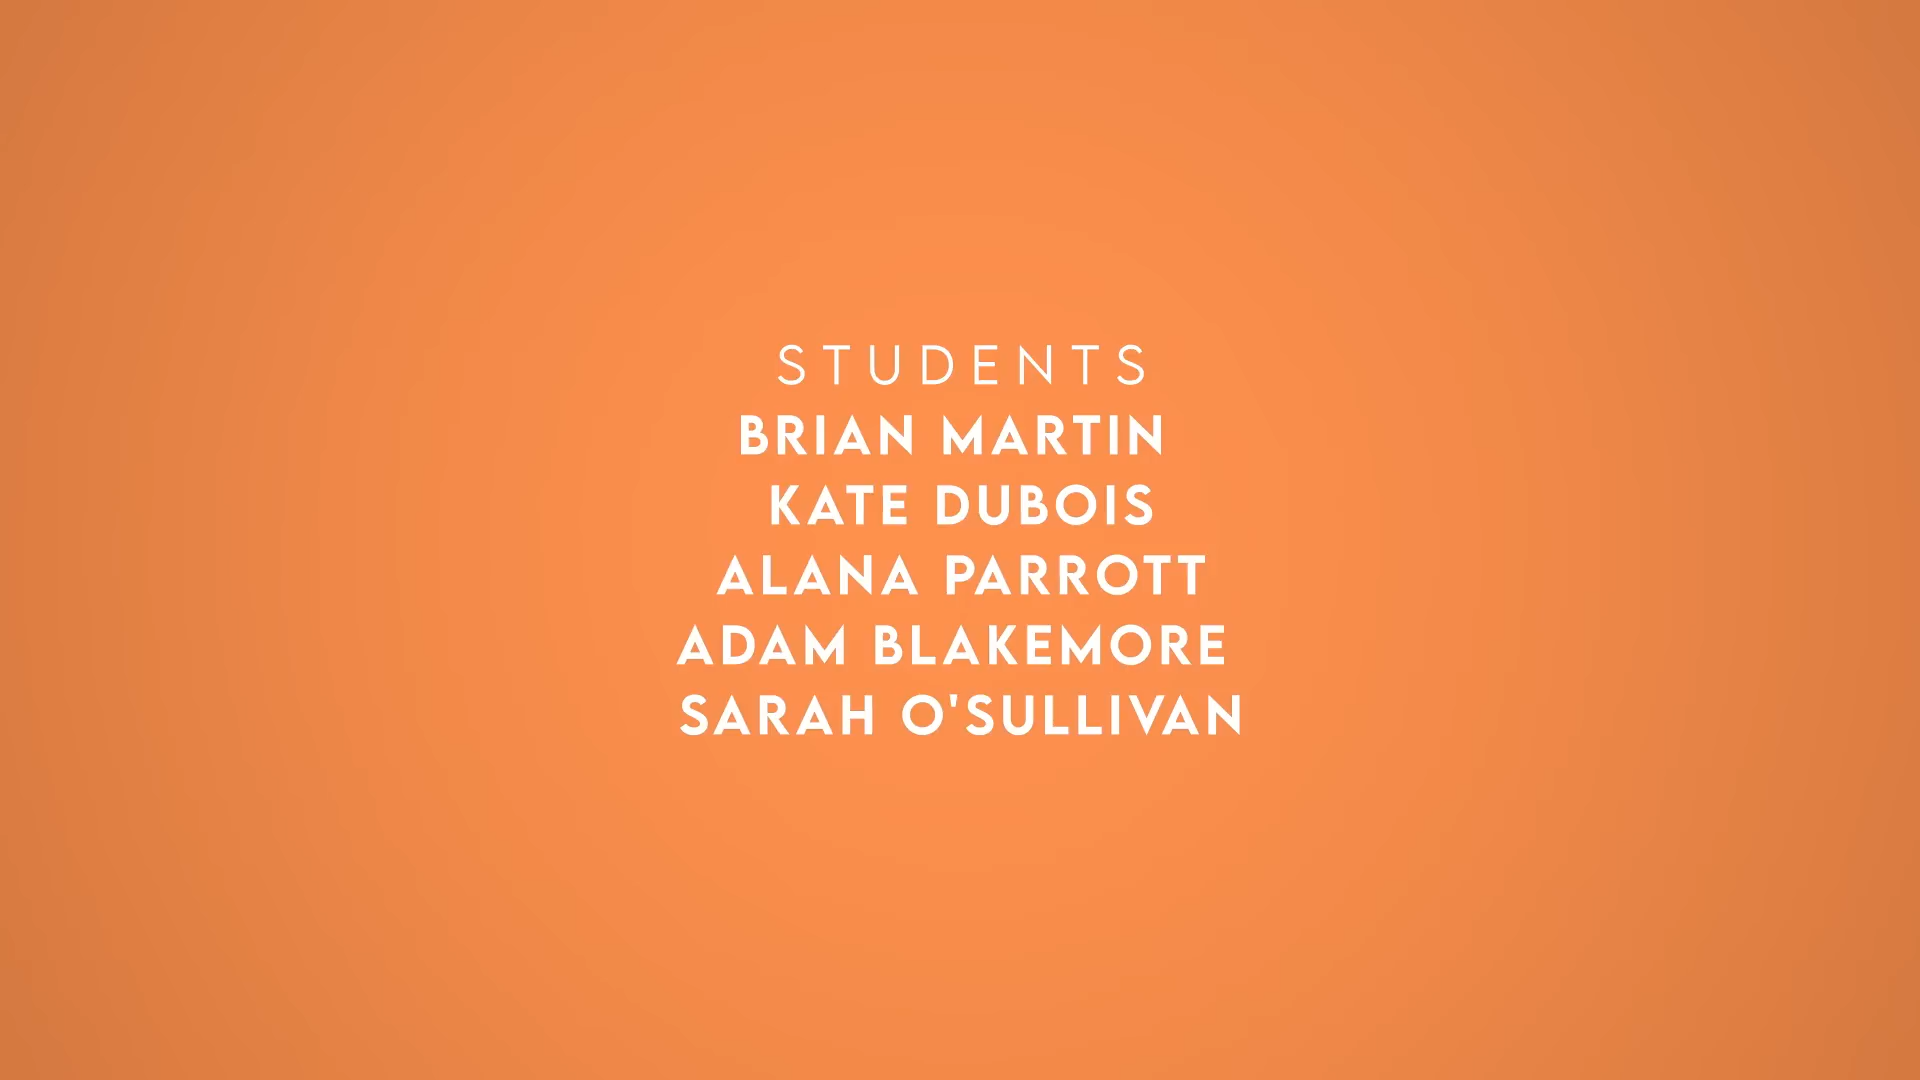 STUDENTS
BRIAN MARTIN
KATE DUBOIS
ALANA PARROTT
ADAM BLAKEMORE
SARAH O'SULLIVAN